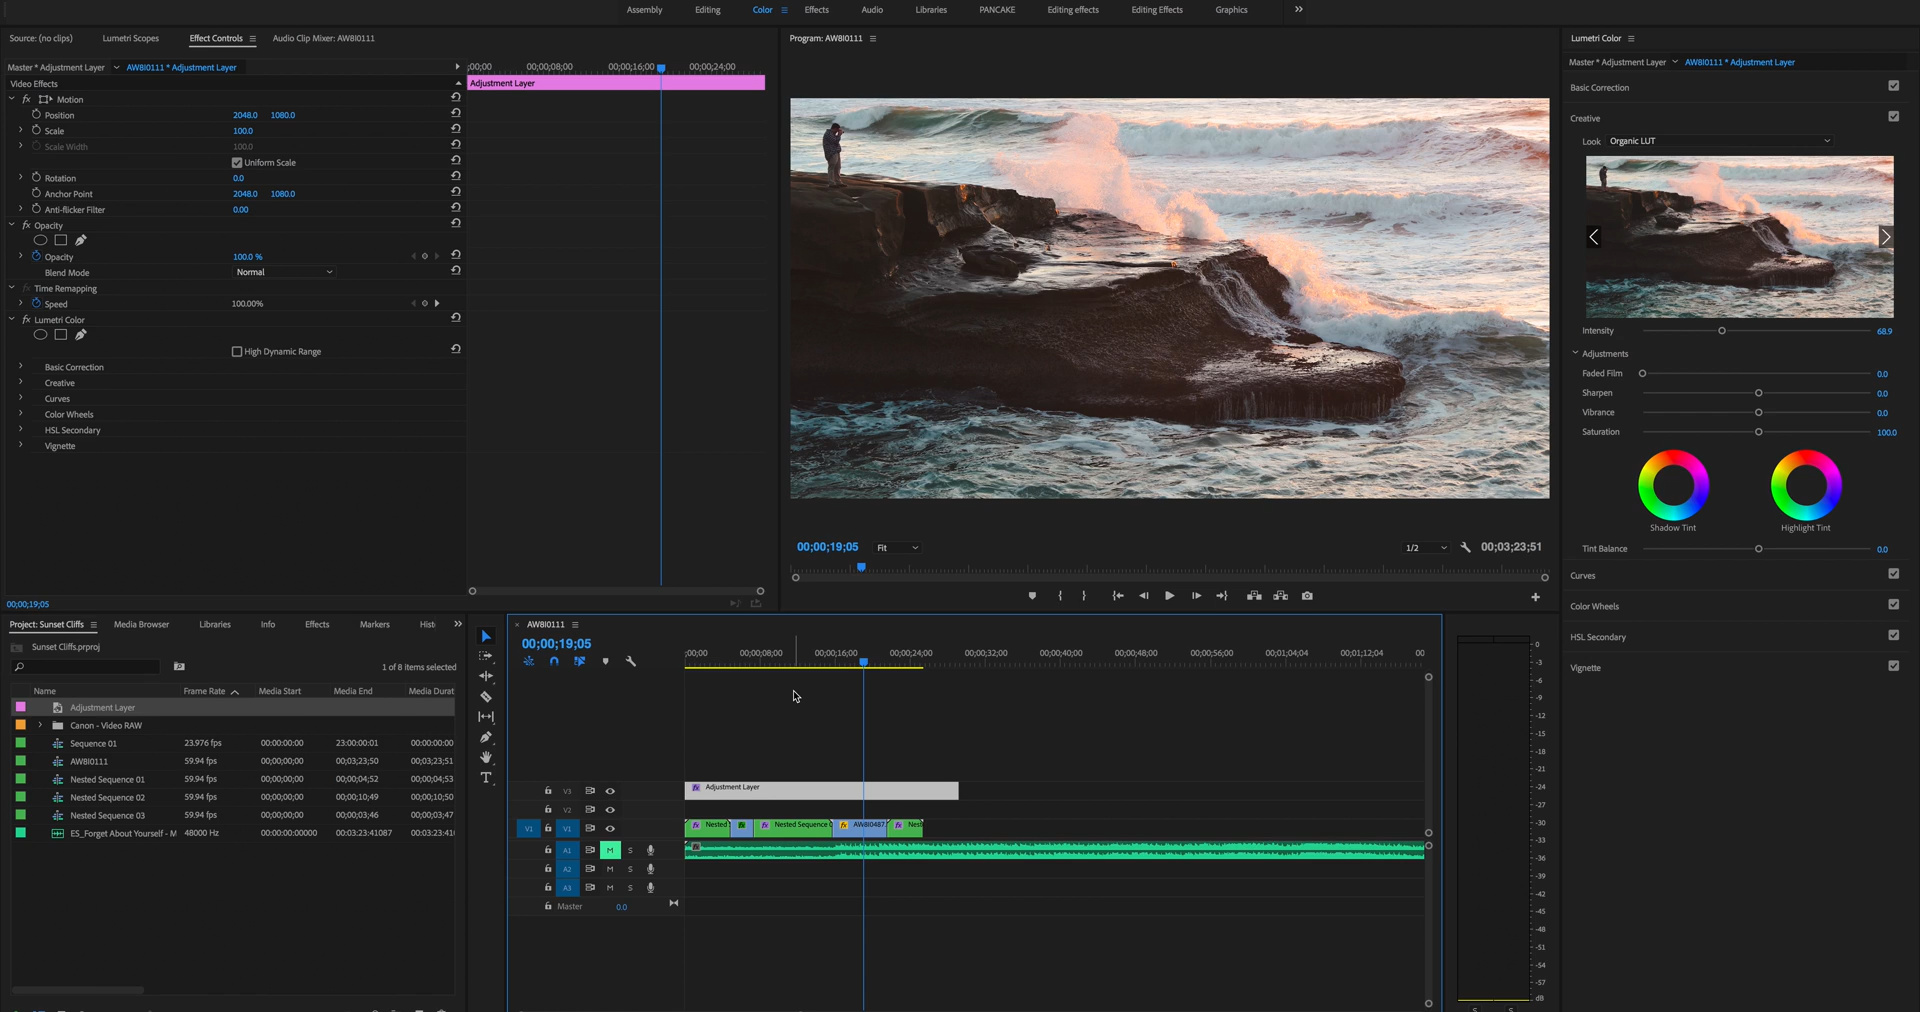 Assembly Editing Color Effects Audio Libraries PANCAKE Editing effects Editing Effects Graphics
Source: (no clips) Lumetri Scopes Effect Controls Audio Clip Mixer: AW8I0111
Master * Adjustment Layer AW8I0111 * Adjustment Layer
;00;00 00;00;08;00 00;00;16;00 00;00;24;00
Video Effects
Adjustment Layer
fx Motion
Position 2048.0 1080.0
Scale 100.0
Scale Width 100.0
Uniform Scale
Rotation 0.0
Anchor Point 2048.0 1080.0
Anti-flicker Filter 0.00
fx Opacity
Opacity 100.0 %
Blend Mode Normal
fx Time Remapping
Speed 100.00%
fx Lumetri Color
High Dynamic Range
Basic Correction
Creative
Curves
Color Wheels
HSL Secondary
Vignette
00;00;19;05
Program: AW8I0111
00;00;19;05 Fit 1/2 00;03;23;51
Lumetri Color
Master * Adjustment Layer AW8I0111 * Adjustment Layer
Basic Correction
Creative
Look Organic LUT
Intensity 68.9
Adjustments
Faded Film 0.0
Sharpen 0.0
Vibrance 0.0
Saturation 100.0
Shadow Tint Highlight Tint
Tint Balance 0.0
Curves
Color Wheels
HSL Secondary
Vignette
Project: Sunset Cliffs Media Browser Libraries Info Effects Markers Hist
Sunset Cliffs.prproj
1 of 8 items selected
Name Frame Rate Media Start Media End Media Durat
Adjustment Layer
Canon - Video RAW
Sequence 01 23.976 fps 00:00:00:00 23:00:00:01 00:00:00:00
AW8I0111 59.94 fps 00;00;00;00 00;03;23;50 00;03;23;51
Nested Sequence 01 59.94 fps 00;00;00;00 00;00;04;52 00;00;04;53
Nested Sequence 02 59.94 fps 00;00;00;00 00;00;10;49 00;00;10;50
Nested Sequence 03 59.94 fps 00;00;00;00 00;00;03;46 00;00;03;47
ES_Forget About Yourself - M 48000 Hz 00:00:00:00000 00:03:23:41087 00:03:23:41
AW8I0111
00;00;19;05
;00;00 00;00;08;00 00;00;16;00 00;00;24;00 00;00;32;00 00;00;40;00 00;00;48;00 00;00;56;00 00;01;04;04 00;01;12;04 00
V3 fx Adjustment Layer
V2
V1 V1 fx Nested fx fx Nested Sequence fx AW8I0487. fx Nest
A1 M S fx
A2 M S
A3 M S
Master 0.0
0
-3
-6
-9
-12
-15
-18
-21
-24
-27
-30
-33
-36
-39
-42
-45
-48
-51
-54
-57
dB
S S